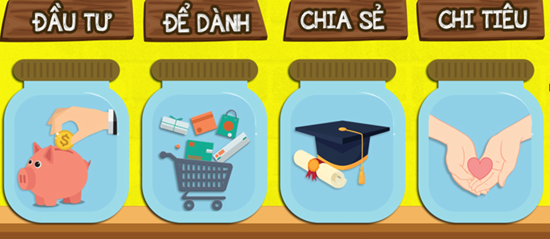 ĐẦU TƯ
ĐỂ DÀNH
CHIA SẺ
CHI TIÊU
$